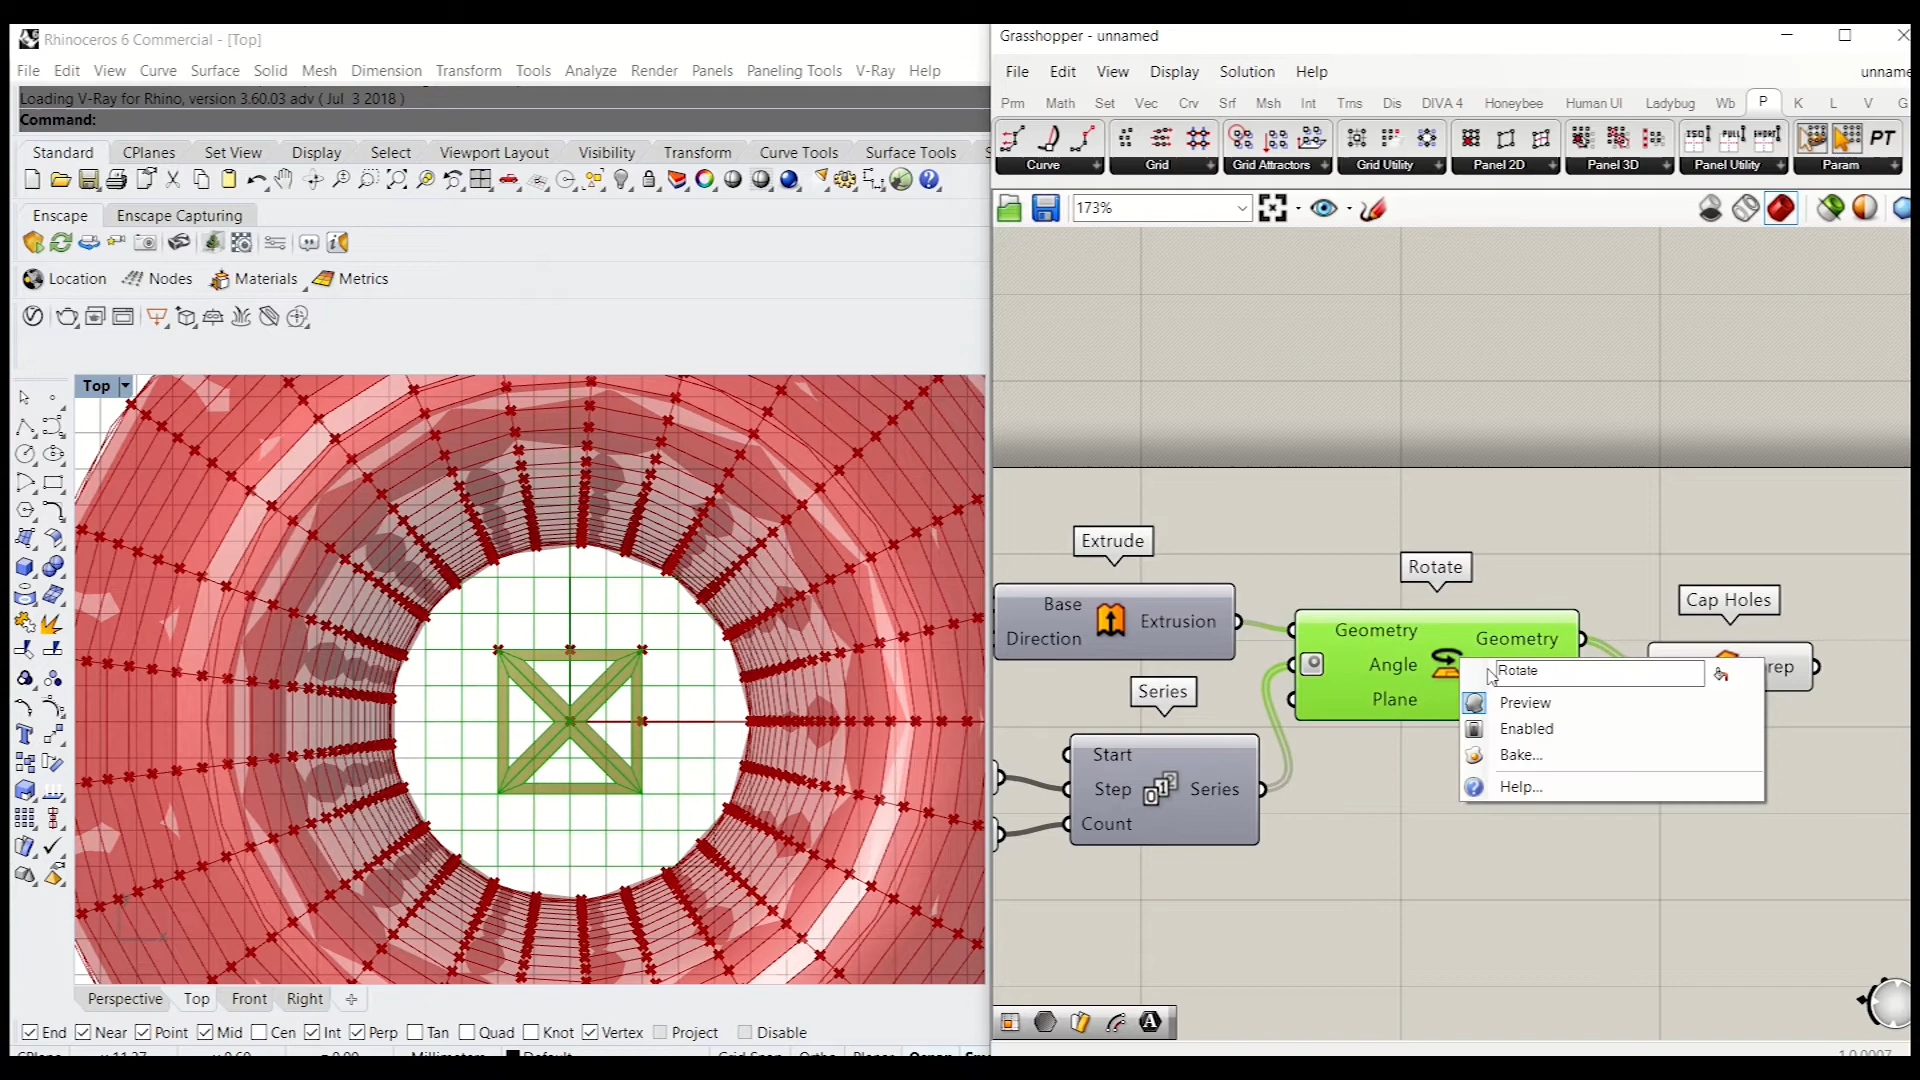 Rhinoceros 6 Commercial - [Top]
File Edit View Curve Surface Solid Mesh Dimension Transform Tools Analyze Render Panels Paneling Tools V-Ray Help
Loading V-Ray for Rhino, version 3.60.03 adv ( Jul 3 2018 )
Command:
Standard CPlanes Set View Display Select Viewport Layout Visibility Transform Curve Tools Surface Tools S
Enscape Enscape Capturing
Location Nodes Materials Metrics
Top
Perspective Top Front Right
End Near Point Mid Cen Int Perp Tan Quad Knot Vertex Project Disable
Grasshopper - unnamed
File Edit View Display Solution Help unname
Prm Math Set Vec Crv Srf Msh Int Trns Dis DIVA 4 Honeybee Human UI Ladybug Wb P K L V G
ISO FULL SHORT PT
Curve Grid Grid Attractors Grid Utility Panel 2D Panel 3D Panel Utility Param
173%
Extrude
Base
Direction
Extrusion
Series
Start
Step
Count
Series
Rotate
Geometry
Angle
Plane
Geometry
Cap Holes
rep
Rotate
Preview
Enabled
Bake...
Help...